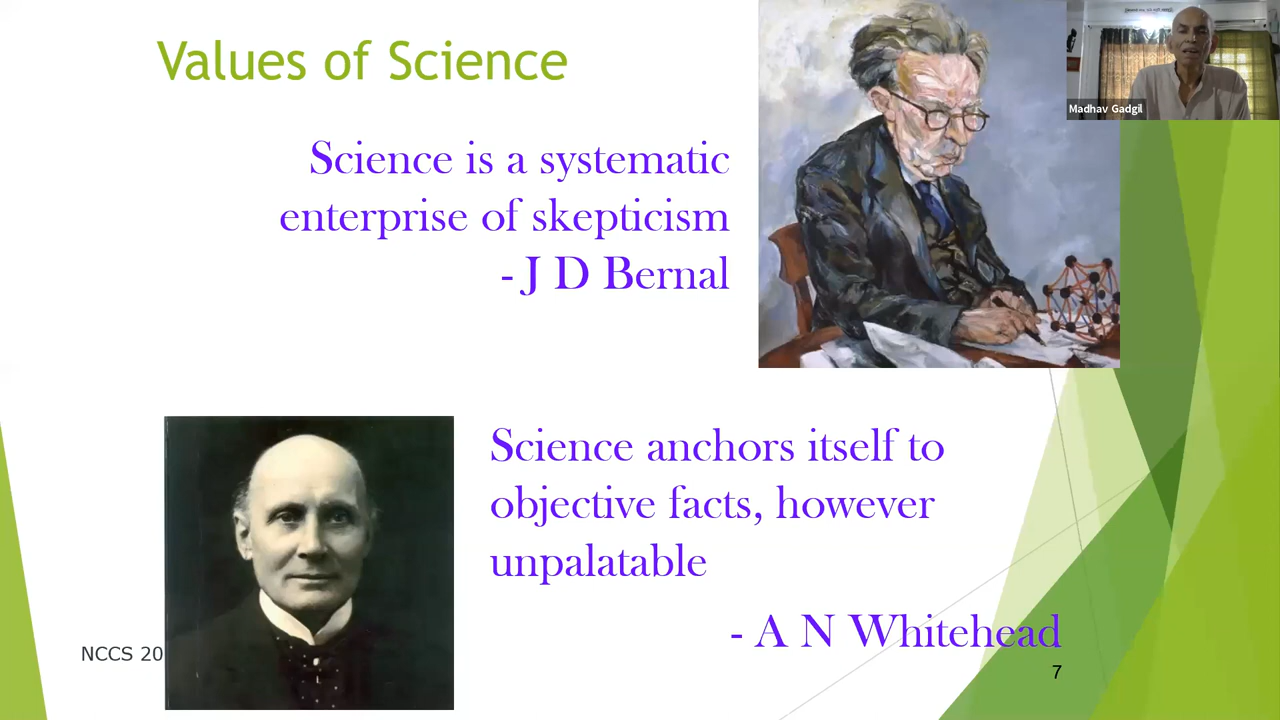 Values of Science
Madhav Gadgil
Science is a systematic
enterprise of skepticism
- J D Bernal
Science anchors itself to
objective facts, however
unpalatable
- A N Whitehead
NCCS 20
7